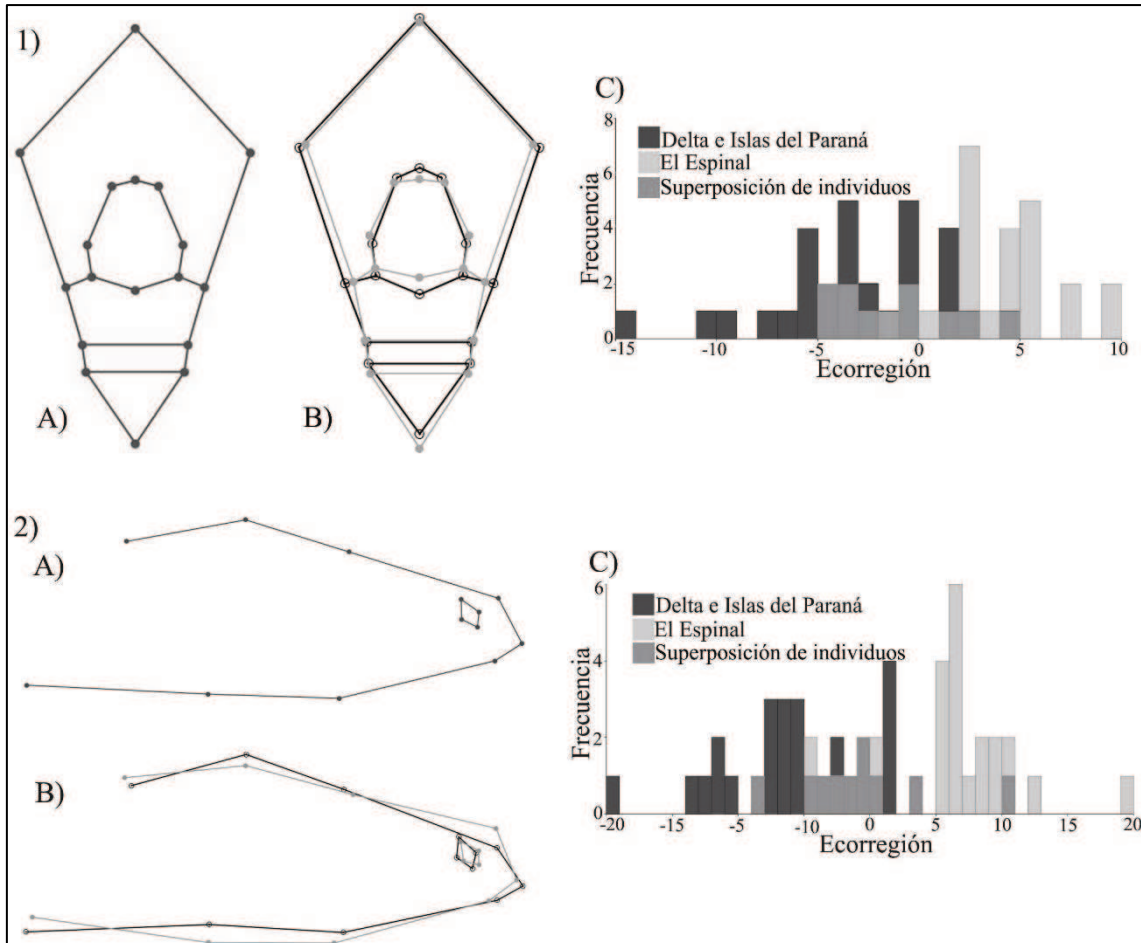 1)
A)
B)
C)
8
6
4
2
0
Frecuencia
Delta e Islas del Paraná
El Espinal
Superposición de individuos
-15
-10
-5
0
5
10
Ecorregión
2)
A)
B)
C)
6
4
2
0
Frecuencia
Delta e Islas del Paraná
El Espinal
Superposición de individuos
-20
-15
-5
-10
0
5
10
15
20
Ecorregión